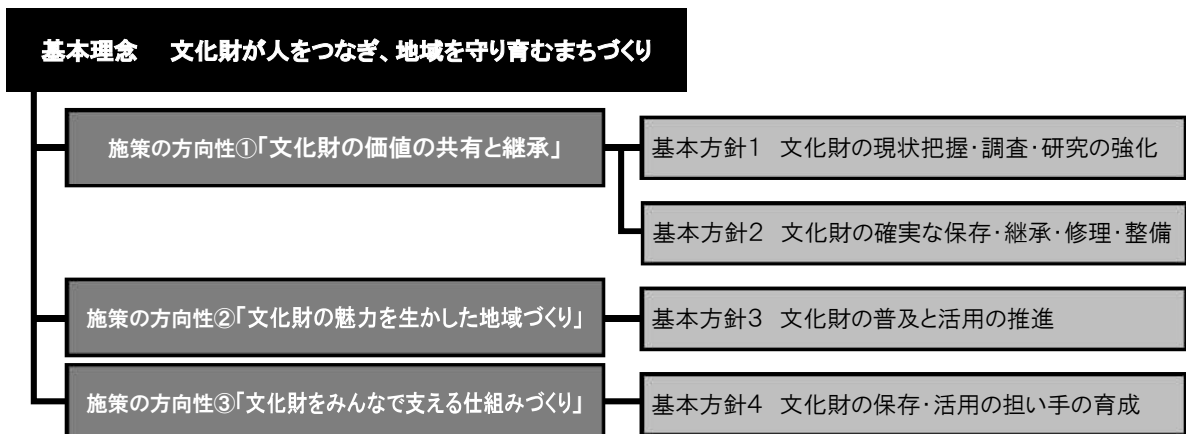 基本理念　文化財が人をつなぎ、地域を守り育むまちづくり
施策の方向性①「文化財の価値の共有と継承」
基本方針1　文化財の現状把握・調査・研究の強化
基本方針2　文化財の確実な保存・継承・修理・整備
施策の方向性②「文化財の魅力を生かした地域づくり」
基本方針3　文化財の普及と活用の推進
施策の方向性③「文化財をみんなで支える仕組みづくり」
基本方針4　文化財の保存・活用の担い手の育成